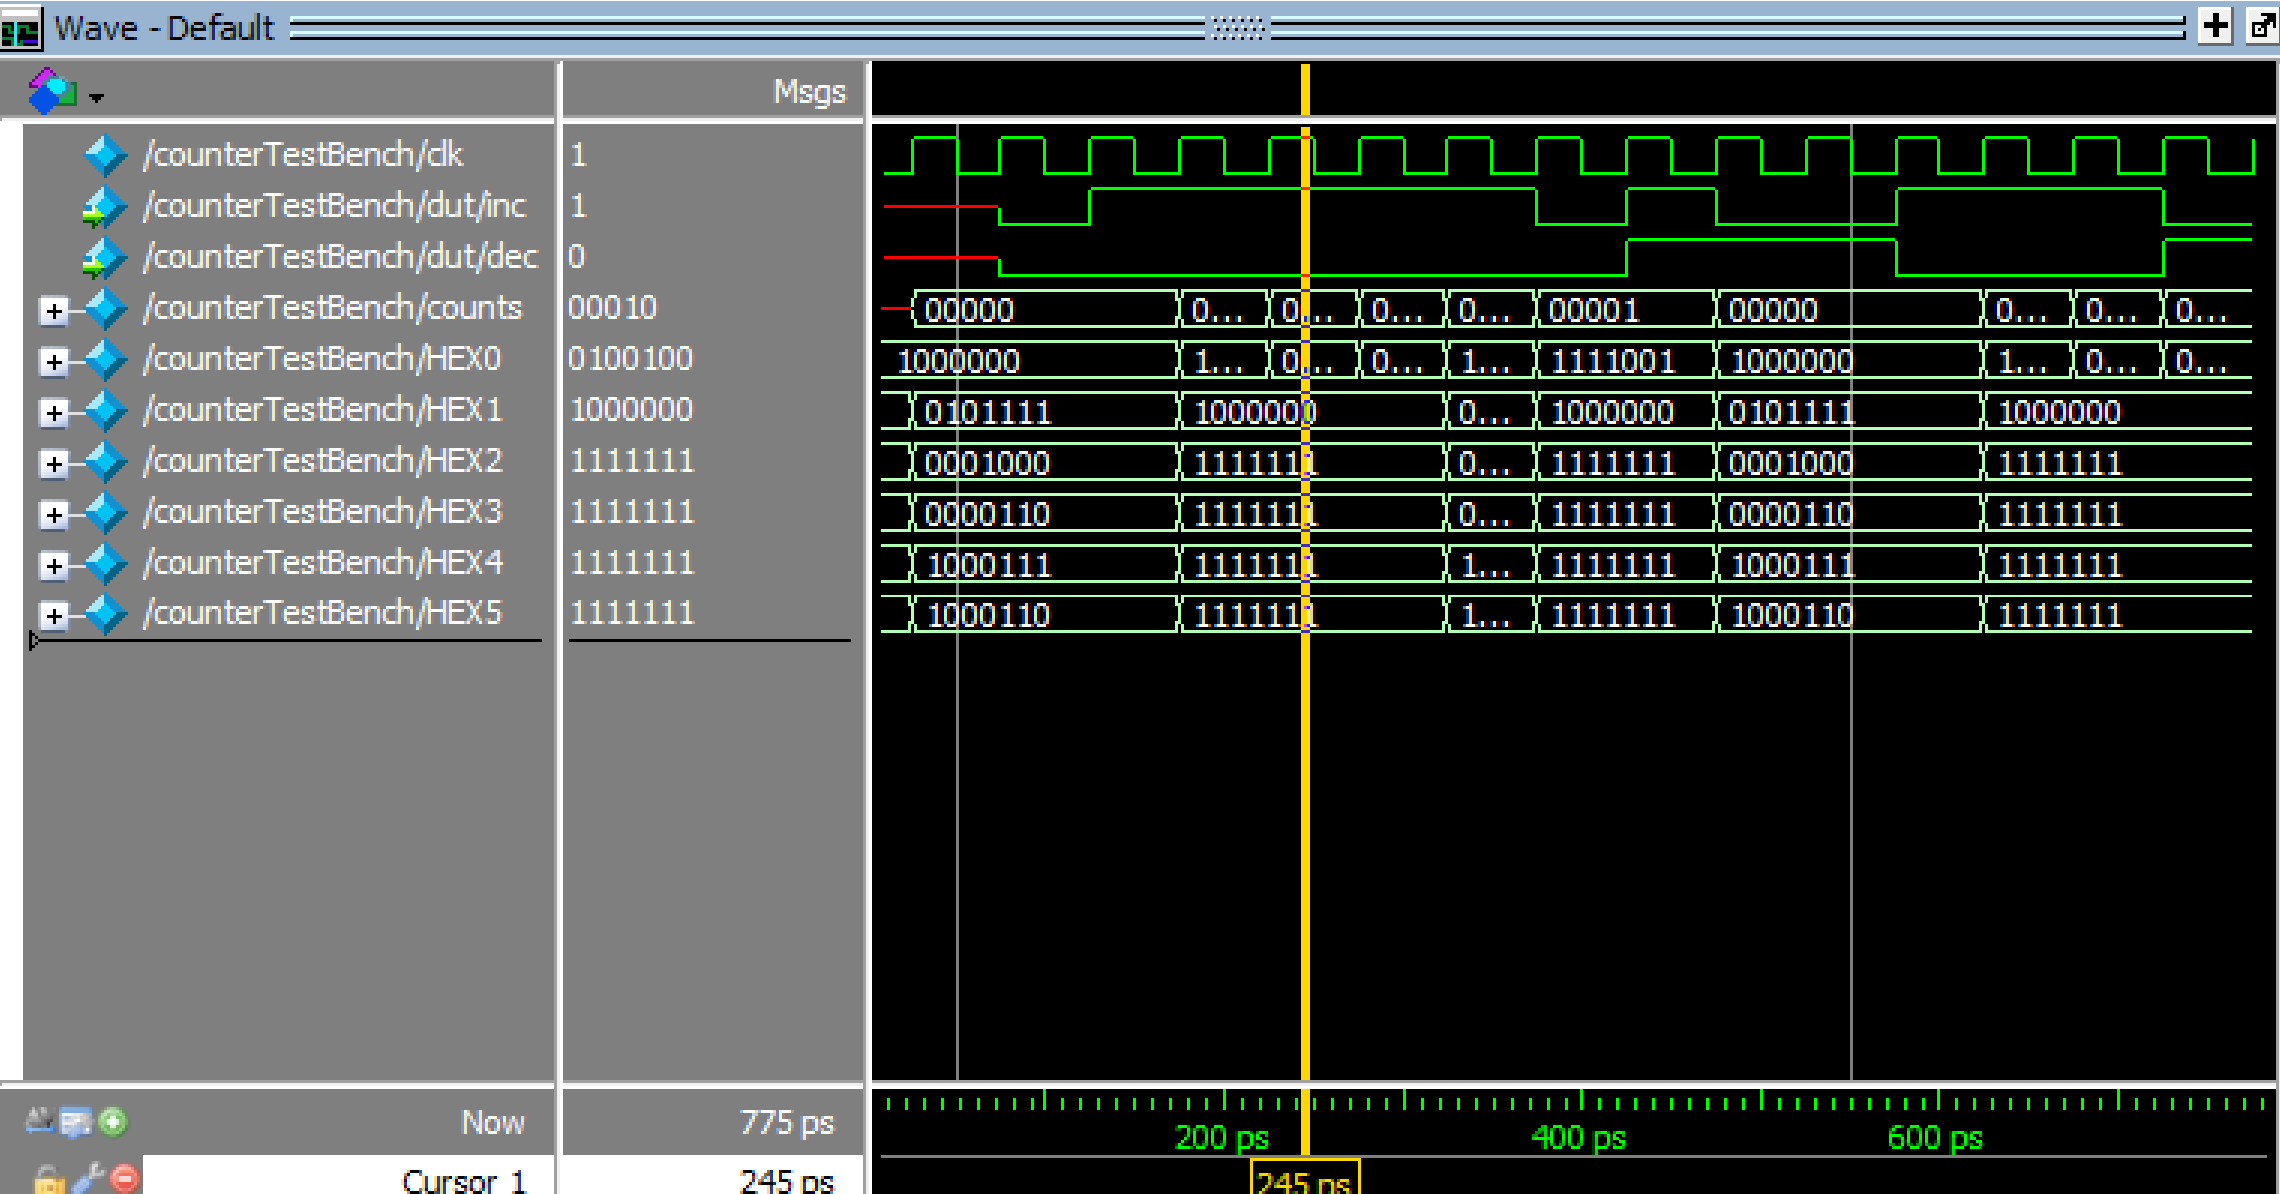 Wave - Default
Msgs
/counterTestBench/clk 1
/counterTestBench/dut/inc 1
/counterTestBench/dut/dec 0
/counterTestBench/counts 00010 00000 0... 0... 0... 0... 00001 00000 0... 0... 0...
/counterTestBench/HEX0 0100100 1000000 1... 0... 0... 1... 1111001 1000000 1... 0... 0...
/counterTestBench/HEX1 1000000 0101111 1000000 0... 1000000 0101111 1000000
/counterTestBench/HEX2 1111111 0001000 1111111 0... 1111111 0001000 1111111
/counterTestBench/HEX3 1111111 0000110 1111111 0... 1111111 0000110 1111111
/counterTestBench/HEX4 1111111 1000111 1111111 1... 1111111 1000111 1111111
/counterTestBench/HEX5 1111111 1000110 1111111 1... 1111111 1000110 1111111
Now 775 ps 200 ps 400 ps 600 ps
Cursor 1 245 ps 245 ps